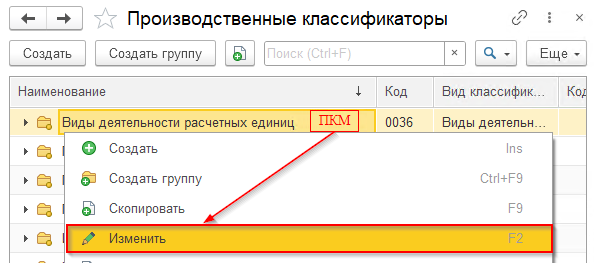 Производственные классификаторы
Создать Создать группу Поиск (Ctrl+F) × Еще
Наименование ↓ Код Вид классифик... Код
Виды деятельности расчетных единиц ПКМ 0036 Виды деятельн...
Создать Ins
Создать группу Ctrl+F9
Скопировать F9
Изменить F2